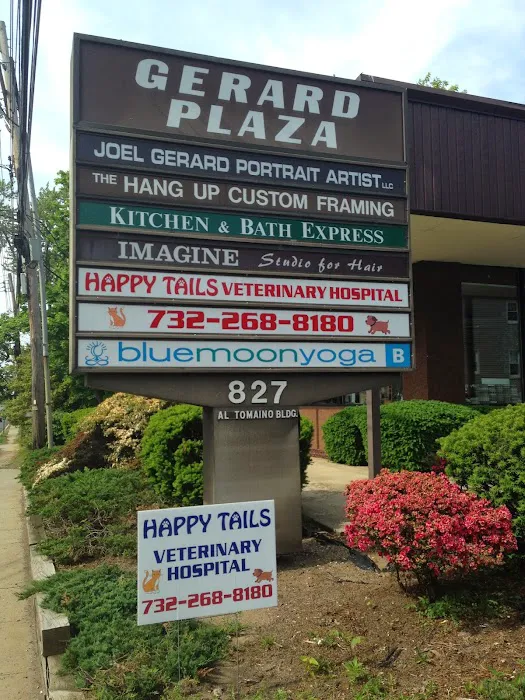 GERARD
PLAZA
JOEL GERARD PORTRAIT ARTIST LLC
THE HANG UP CUSTOM FRAMING
KITCHEN & BATH EXPRESS
IMAGINE Studio for Hair
HAPPY TAILS VETERINARY HOSPITAL
732-268-8180
bluemoonyoga B
827
AL TOMAINO BLDG.
HAPPY TAILS
VETERINARY
HOSPITAL
732-268-8180